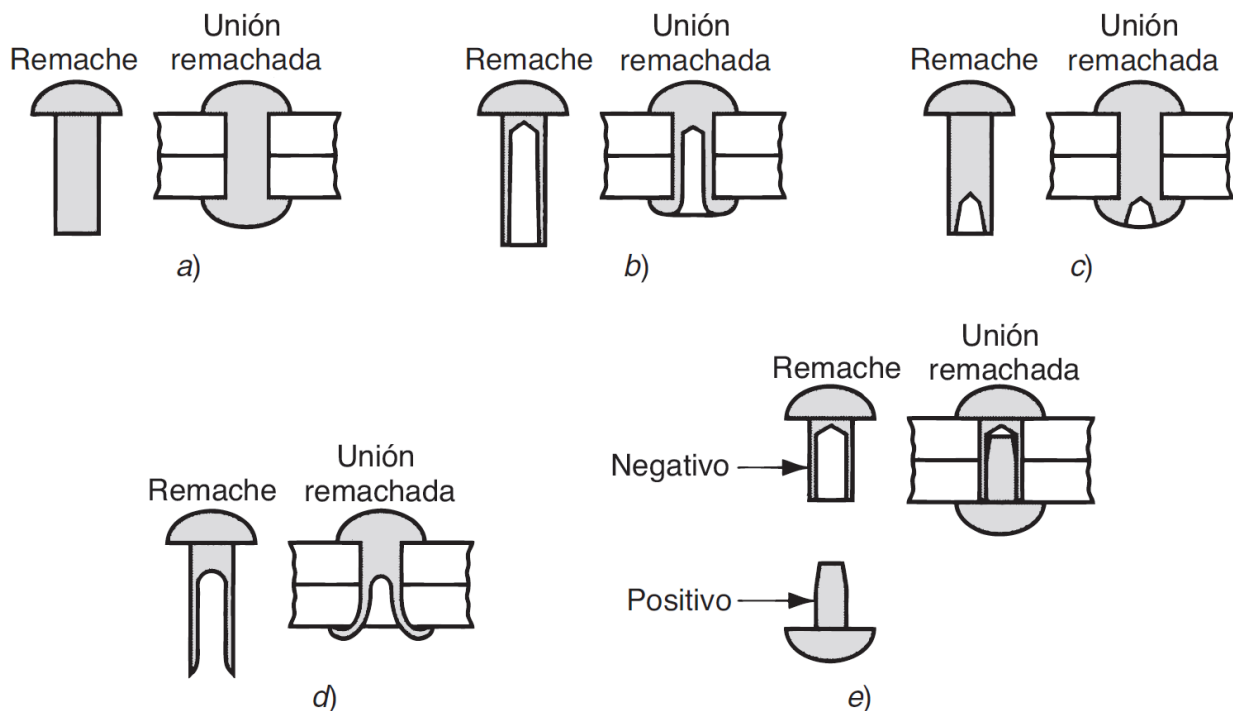 Remache
Unión
remachada
a)
Remache
Unión
remachada
b)
Remache
Unión
remachada
c)
Remache
Unión
remachada
d)
Remache
Unión
remachada
Negativo
Positivo
e)